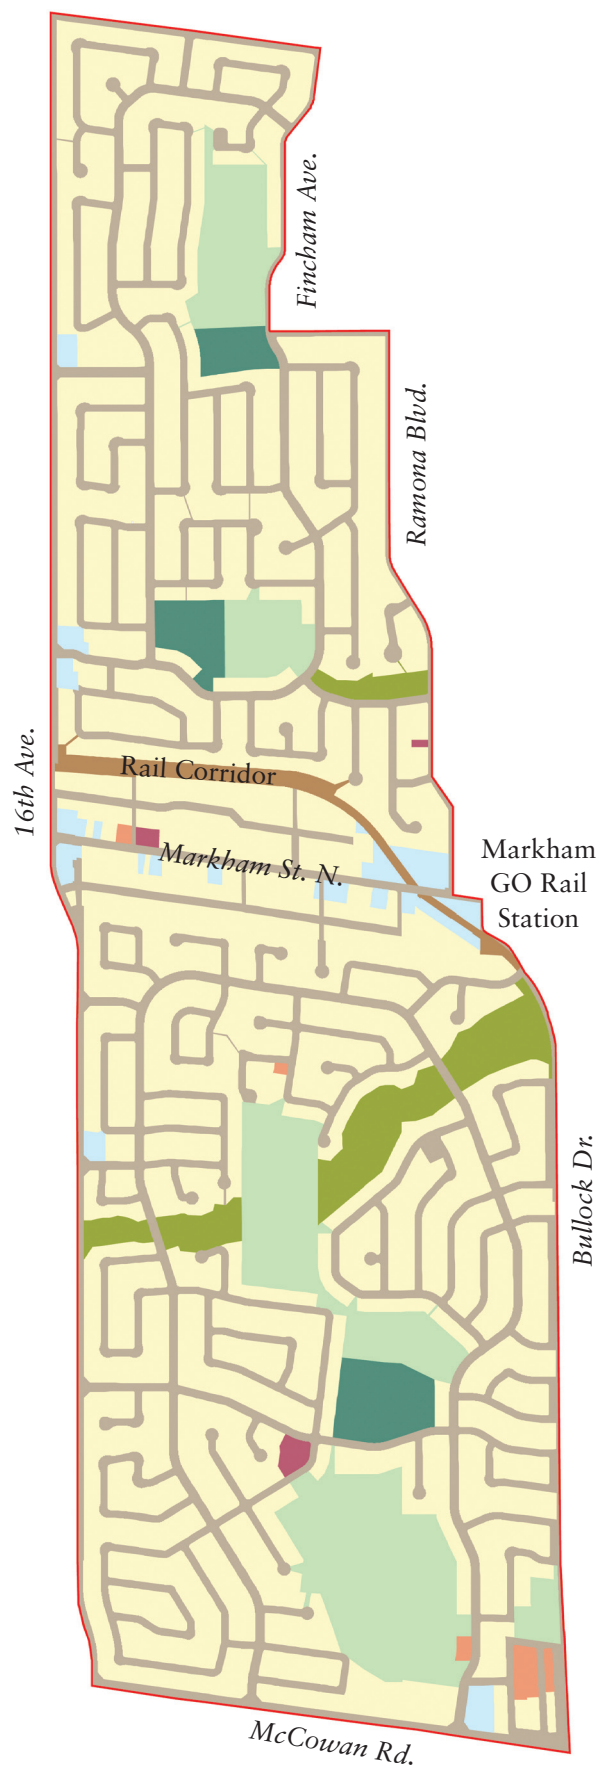 Fincham Ave.
Ramona Blvd.
16th Ave.
Rail Corridor
Markham St. N.
Markham
GO Rail
Station
Bullock Dr.
McCowan Rd.